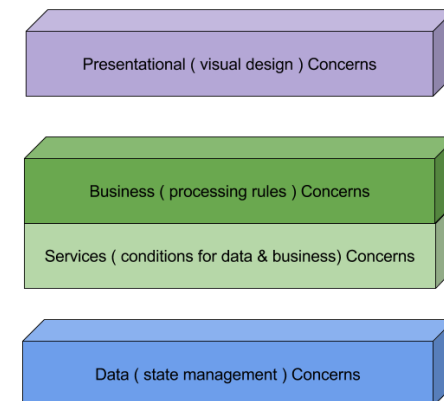 Presentational ( visual design ) Concerns
Business ( processing rules ) Concerns
Services ( conditions for data & business) Concerns
Data ( state management ) Concerns